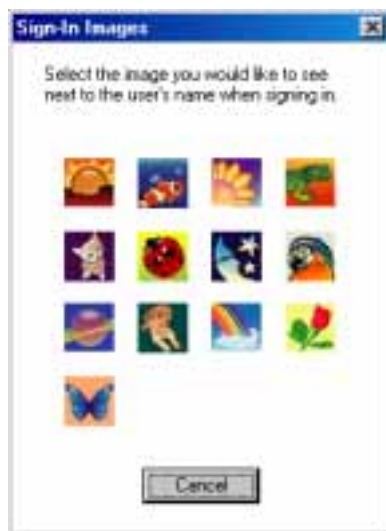 Sign-In Images
Select the image you would like to see
next to the user's name when signing in.
Cancel